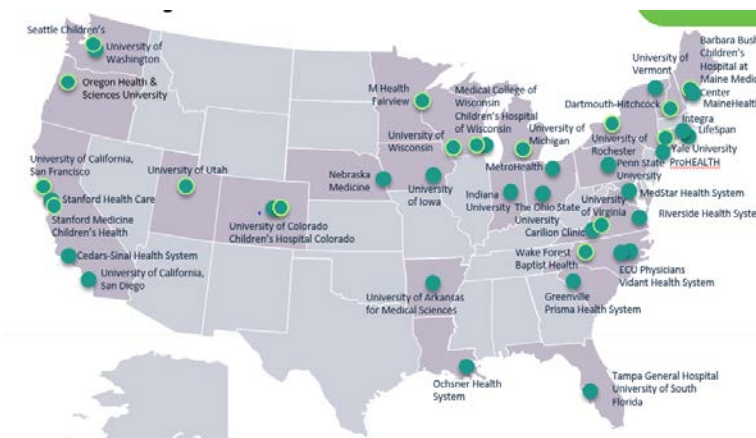 Seattle Children's
University of
Washington
Oregon Health &
Sciences University
University of California,
San Francisco
Stanford Health Care
Stanford Medicine
Children's Health
Cedars-Sinai Health System
University of California,
San Diego
University of Utah
University of Colorado
Children's Hospital Colorado
Nebraska
Medicine
M Health
Fairview
University of
Wisconsin
Medical College of
Wisconsin
Children's Hospital
of Wisconsin
University of
Iowa
University of
Michigan
MetroHealth
Indiana
University
The Ohio State
University
University of Arkansas
for Medical Sciences
Ochsner Health
System
University of
Vermont
Dartmouth-Hitchcock
Barbara Bush
Children's
Hospital at
Maine Medic
Center
MaineHealth
Integra
LifeSpan
Yale University
ProHEALTH
University of
Rochester
Penn State
University
MedStar Health System
University
of Virginia
Riverside Health Syste
Carilion Clinic
Wake Forest
Baptist Health
ECU Physicians
Vidant Health System
Greenville
Prisma Health System
Tampa General Hospital
University of South
Florida